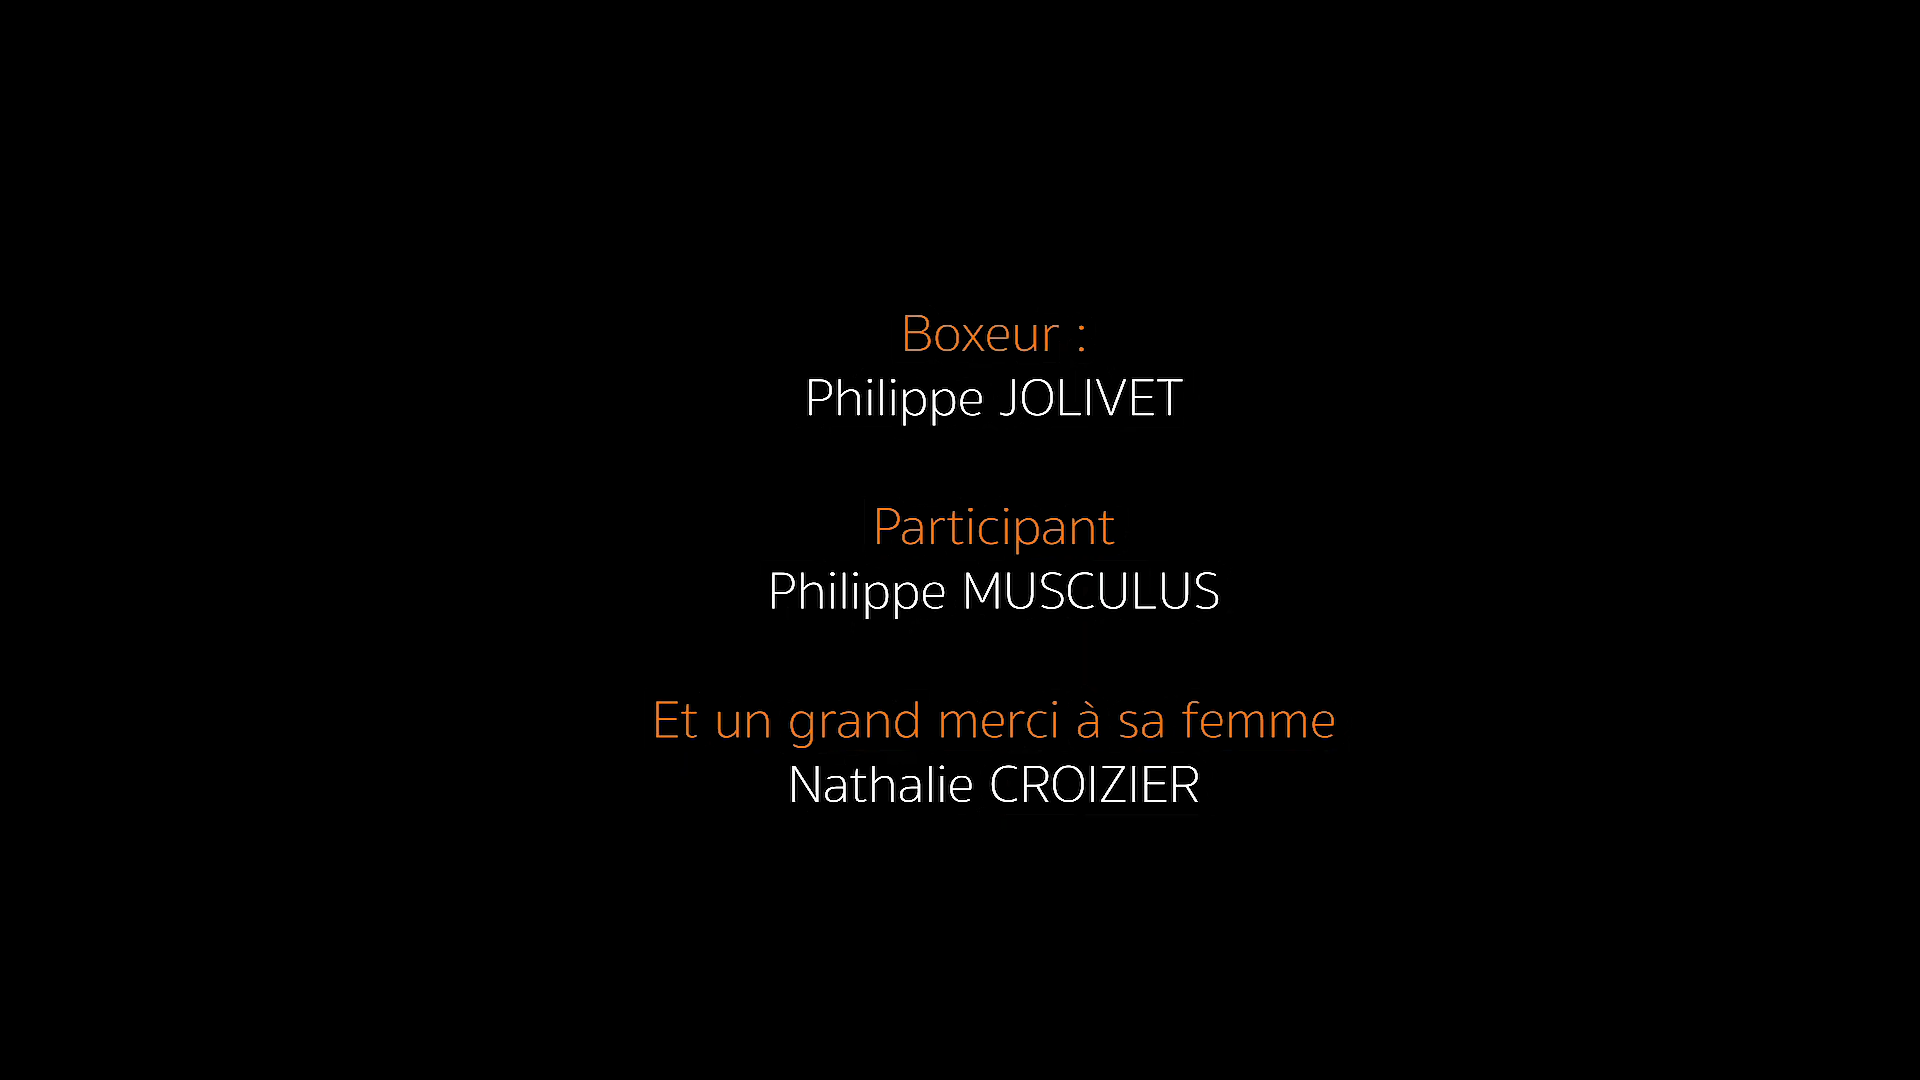 Boxeur :
Philippe JOLIVET
Participant
Philippe MUSCULUS
Et un grand merci à sa femme
Nathalie CROIZIER